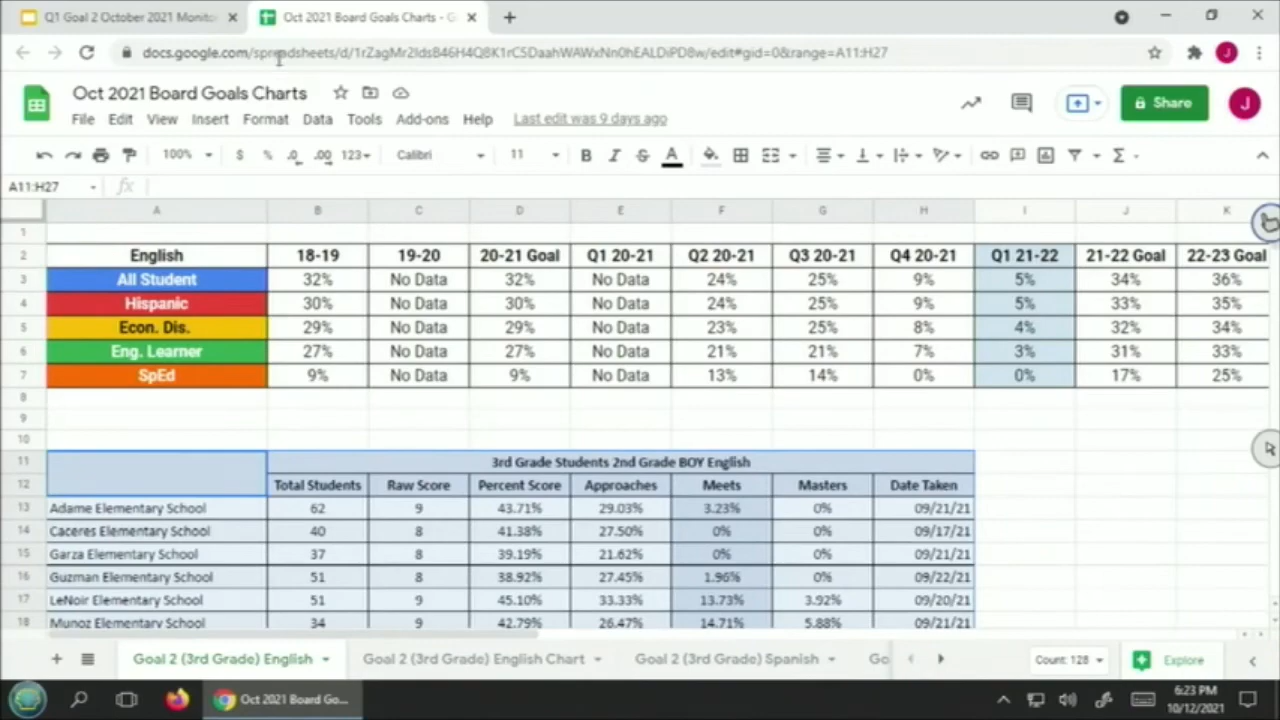 Q1 Goal 2 October 2021 Monito
Oct 2021 Board Goals Charts - G
docs.google.com/spreadsheets/d/1rZagMr2Ids846H4Q8K1rC5DaahWAWxNn0hEALDiPD8w/edit#gid=0&range=A11:H27
J
Oct 2021 Board Goals Charts
Share
J
File Edit View Insert Format Data Tools Add-ons Help Last edit was 9 days ago
100% $ % .0 .00 123 Calibri 11 B I S A
A11:H27 fx
A B C D E F G H I J K
1
2 English 18-19 19-20 20-21 Goal Q1 20-21 Q2 20-21 Q3 20-21 Q4 20-21 Q1 21-22 21-22 Goal 22-23 Goal
3 All Student 32% No Data 32% No Data 24% 25% 9% 5% 34% 36%
4 Hispanic 30% No Data 30% No Data 24% 25% 9% 5% 33% 35%
5 Econ. Dis. 29% No Data 29% No Data 23% 25% 8% 4% 32% 34%
6 Eng. Learner 27% No Data 27% No Data 21% 21% 7% 3% 31% 33%
7 SpEd 9% No Data 9% No Data 13% 14% 0% 0% 17% 25%
8
9
10
11 3rd Grade Students 2nd Grade BOY English
12 Total Students Raw Score Percent Score Approaches Meets Masters Date Taken
13 Adame Elementary School 62 9 43.71% 29.03% 3.23% 0% 09/21/21
14 Caceres Elementary School 40 8 41.38% 27.50% 0% 0% 09/17/21
15 Garza Elementary School 37 8 39.19% 21.62% 0% 0% 09/21/21
16 Guzman Elementary School 51 8 38.92% 27.45% 1.96% 0% 09/22/21
17 LeNoir Elementary School 51 9 45.10% 33.33% 13.73% 3.92% 09/20/21
18 Munoz Elementary School 34 9 42.79% 26.47% 14.71% 5.88% 09/21/21
Goal 2 (3rd Grade) English Goal 2 (3rd Grade) English Chart Goal 2 (3rd Grade) Spanish Go Count: 128 Explore
Oct 2021 Board Go...
6:23 PM
10/12/2021